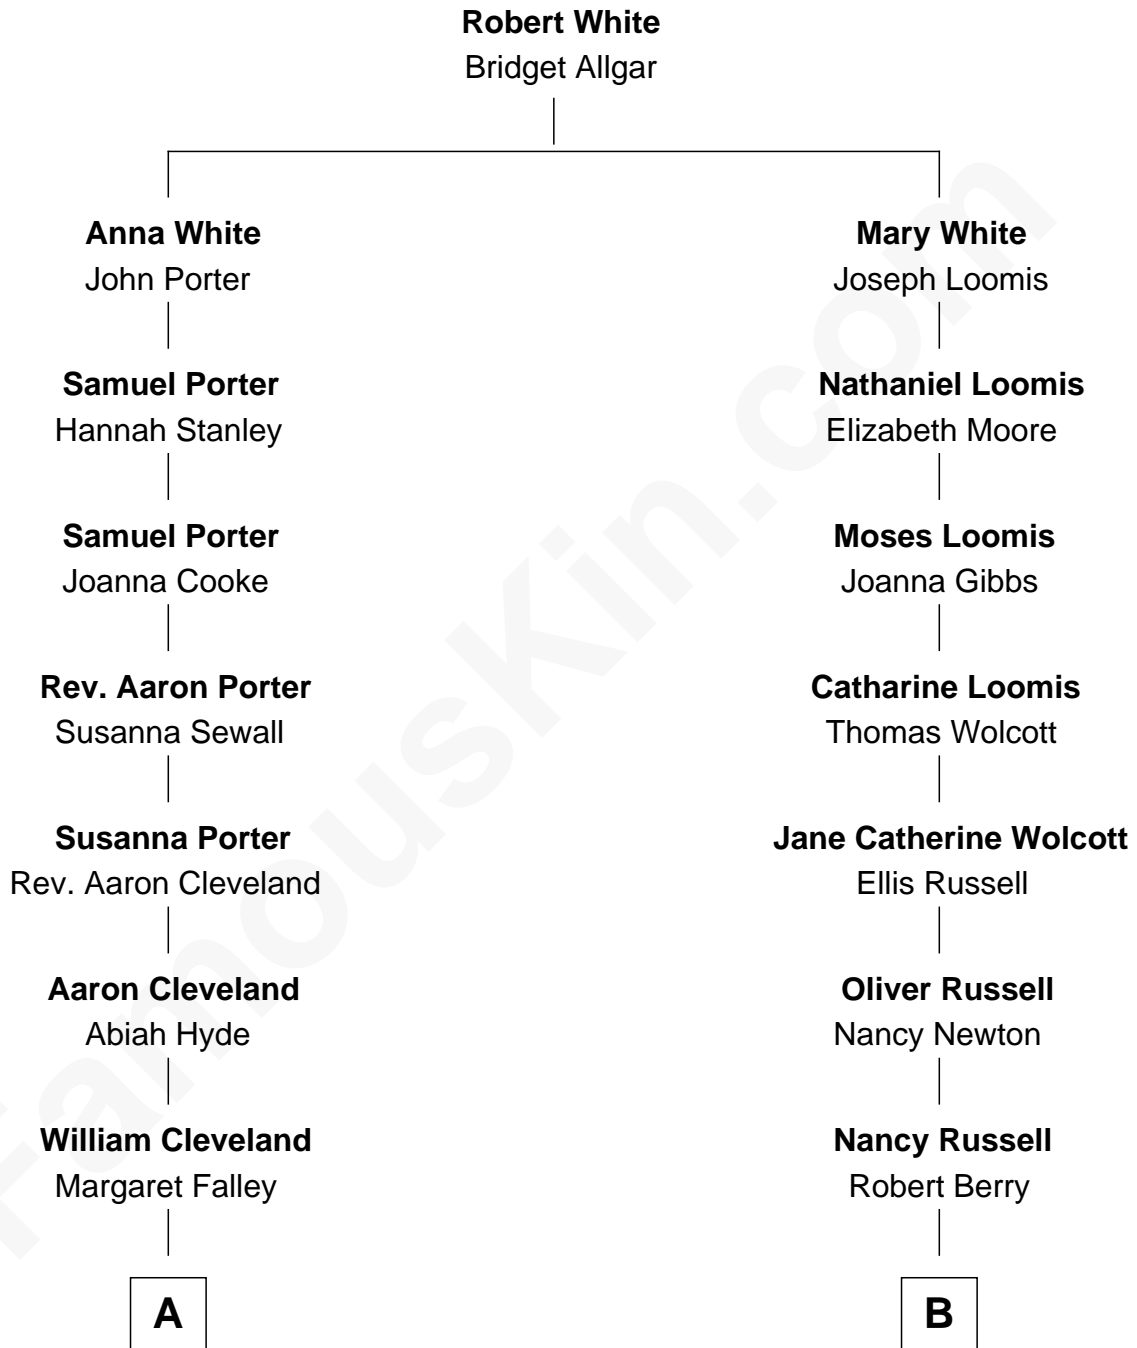 Robert White
Bridget Allgar
Anna White
John Porter
Samuel Porter
Hannah Stanley
Samuel Porter
Joanna Cooke
Rev. Aaron Porter
Susanna Sewall
Susanna Porter
Rev. Aaron Cleveland
Aaron Cleveland
Abiah Hyde
William Cleveland
Margaret Falley
A
Mary White
Joseph Loomis
Nathaniel Loomis
Elizabeth Moore
Moses Loomis
Joanna Gibbs
Catharine Loomis
Thomas Wolcott
Jane Catherine Wolcott
Ellis Russell
Oliver Russell
Nancy Newton
Nancy Russell
Robert Berry
B
FamousKin.com